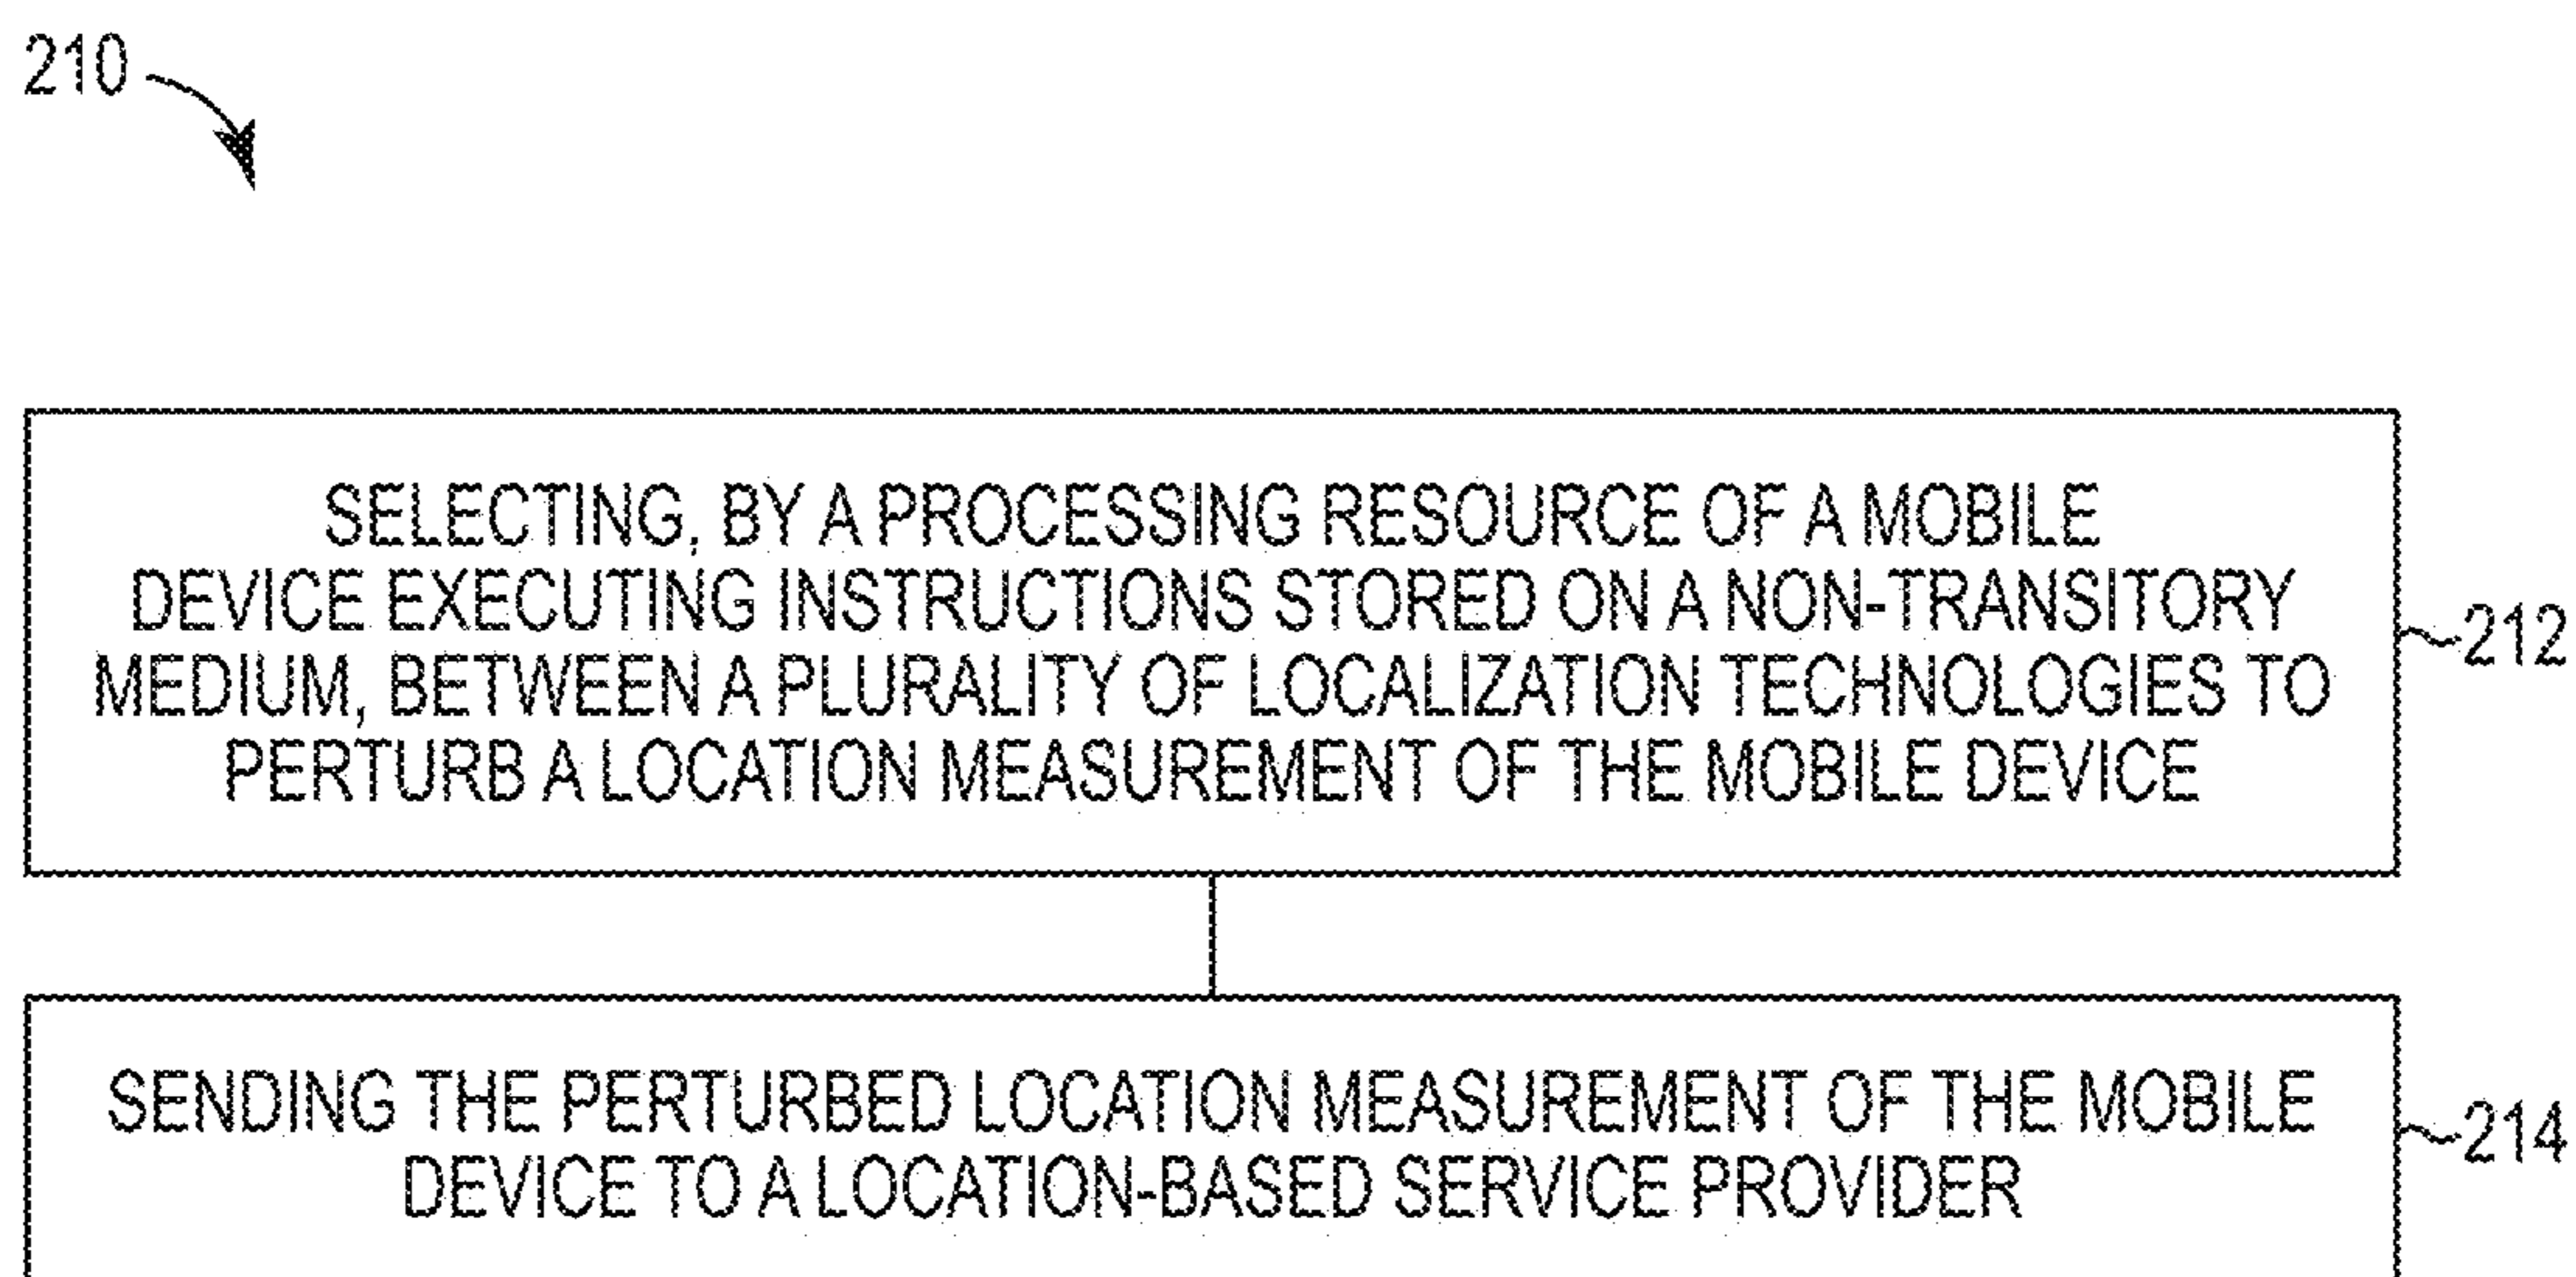 210
SELECTING, BY A PROCESSING RESOURCE OF A MOBILE
DEVICE EXECUTING INSTRUCTIONS STORED ON A NON-TRANSITORY
MEDIUM, BETWEEN A PLURALITY OF LOCALIZATION TECHNOLOGIES TO
PERTURB A LOCATION MEASUREMENT OF THE MOBILE DEVICE
212
SENDING THE PERTURBED LOCATION MEASUREMENT OF THE MOBILE
DEVICE TO A LOCATION-BASED SERVICE PROVIDER
214